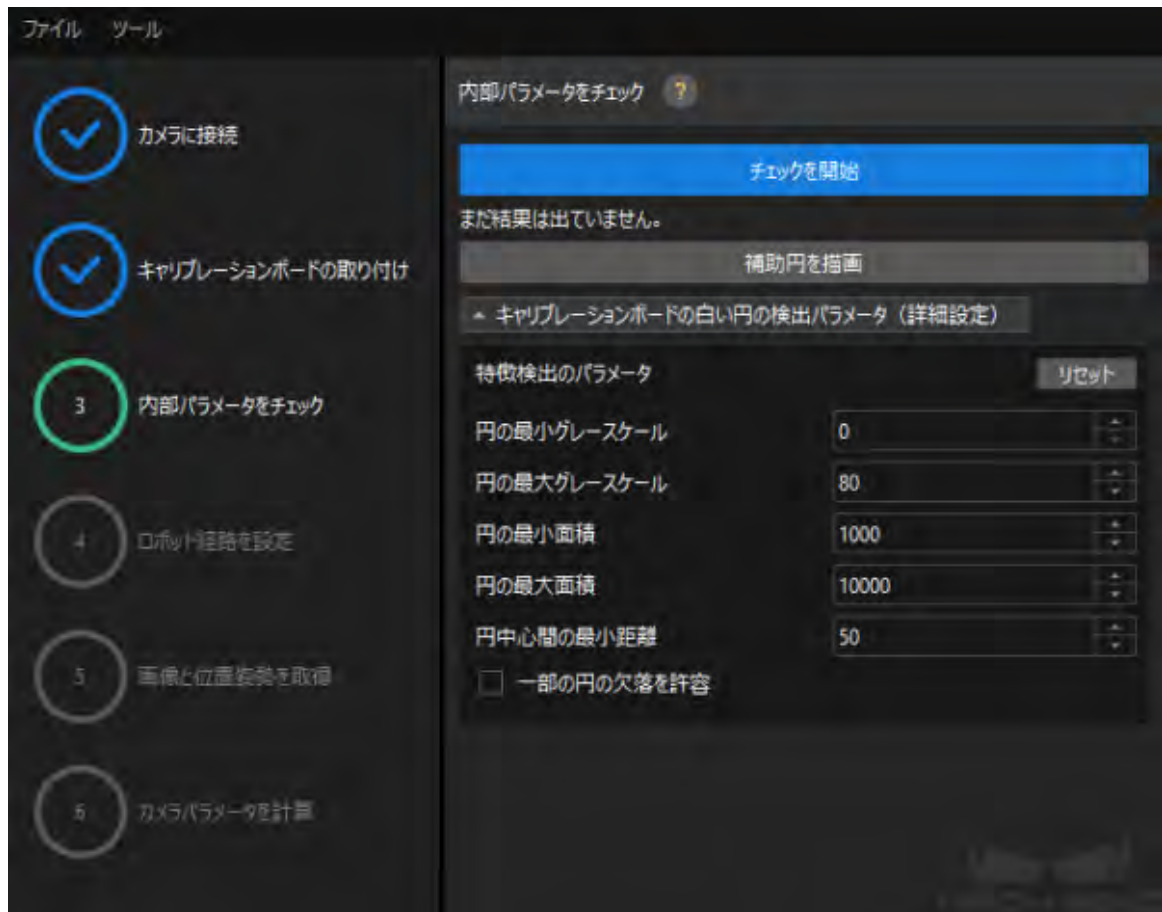 ファイル ツール
カメラに接続
キャリブレーションボードの取り付け
3 内部パラメータをチェック
4 ロボット経路を設定
5 画像と位置姿勢を取得
6 カメラパラメータを計算
内部パラメータをチェック ?
チェックを開始
まだ結果は出ていません。
補助円を描画
キャリブレーションボードの白い円の検出パラメータ（詳細設定）
特徴検出のパラメータ リセット
円の最小グレースケール 0
円の最大グレースケール 80
円の最小面積 1000
円の最大面積 10000
円中心間の最小距離 50
一部の円の欠落を許容